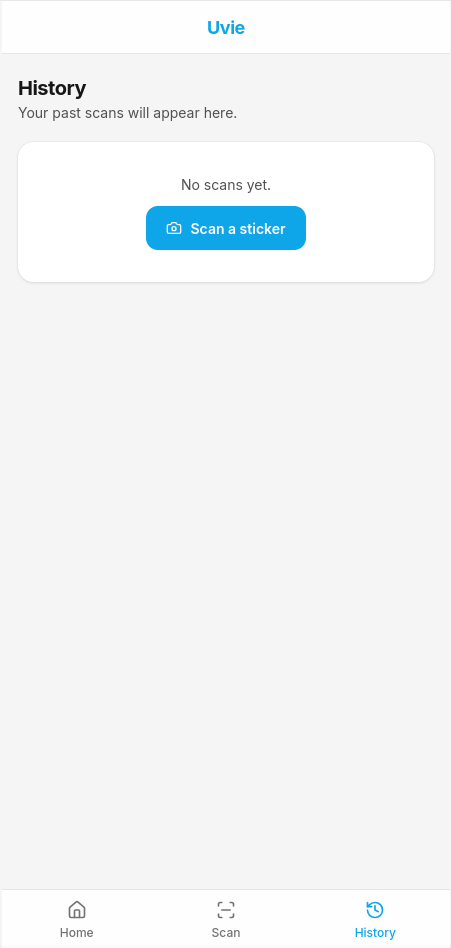 Uvie
History
Your past scans will appear here.
No scans yet.
Scan a sticker
Home
Scan
History